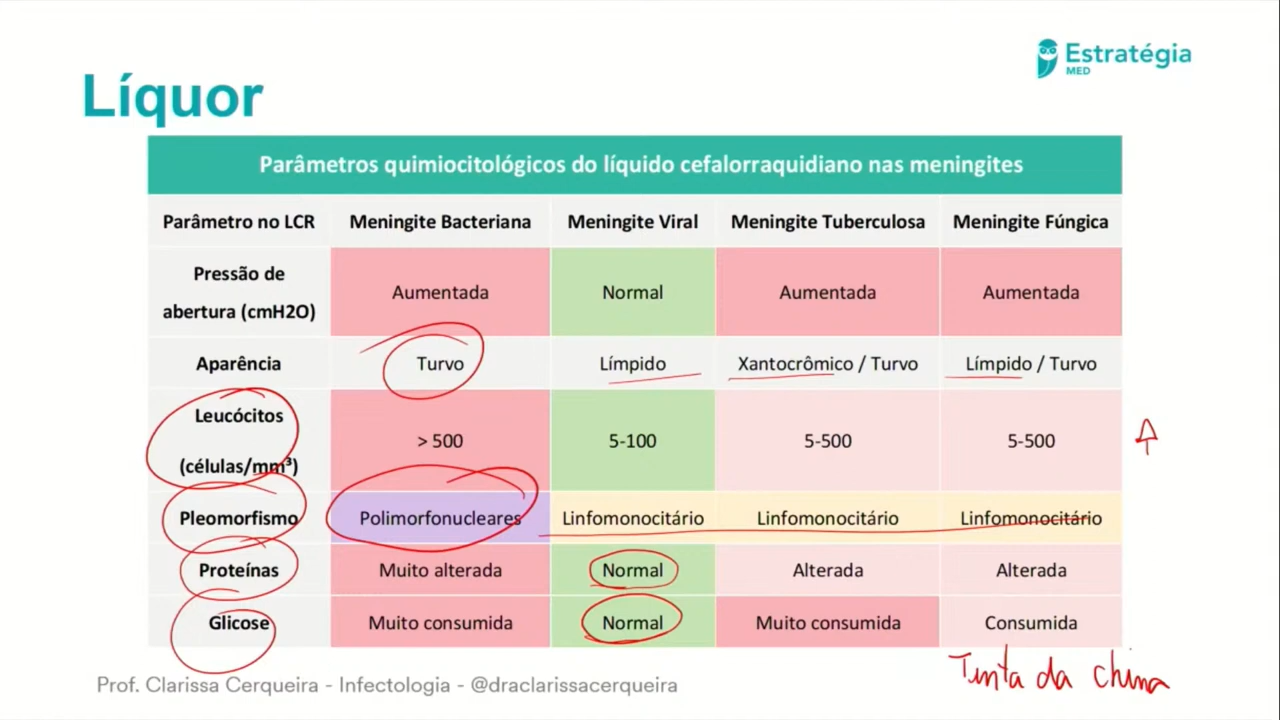 Estratégia
MED
Líquor
Parâmetros quimiocitológicos do líquido cefalorraquidiano nas meningites
Parâmetro no LCR Meningite Bacteriana Meningite Viral Meningite Tuberculosa Meningite Fúngica
Pressão de
abertura (cmH2O) Aumentada Normal Aumentada Aumentada
Aparência Turvo Límpido Xantocrômico / Turvo Límpido / Turvo
Leucócitos
(células/mm³) > 500 5-100 5-500 5-500
Pleomorfismo Polimorfonucleares Linfomonocitário Linfomonocitário Linfomonocitário
Proteínas Muito alterada Normal Alterada Alterada
Glicose Muito consumida Normal Muito consumida Consumida
Tinta da china
Prof. Clarissa Cerqueira - Infectologia - @draclarissacerqueira